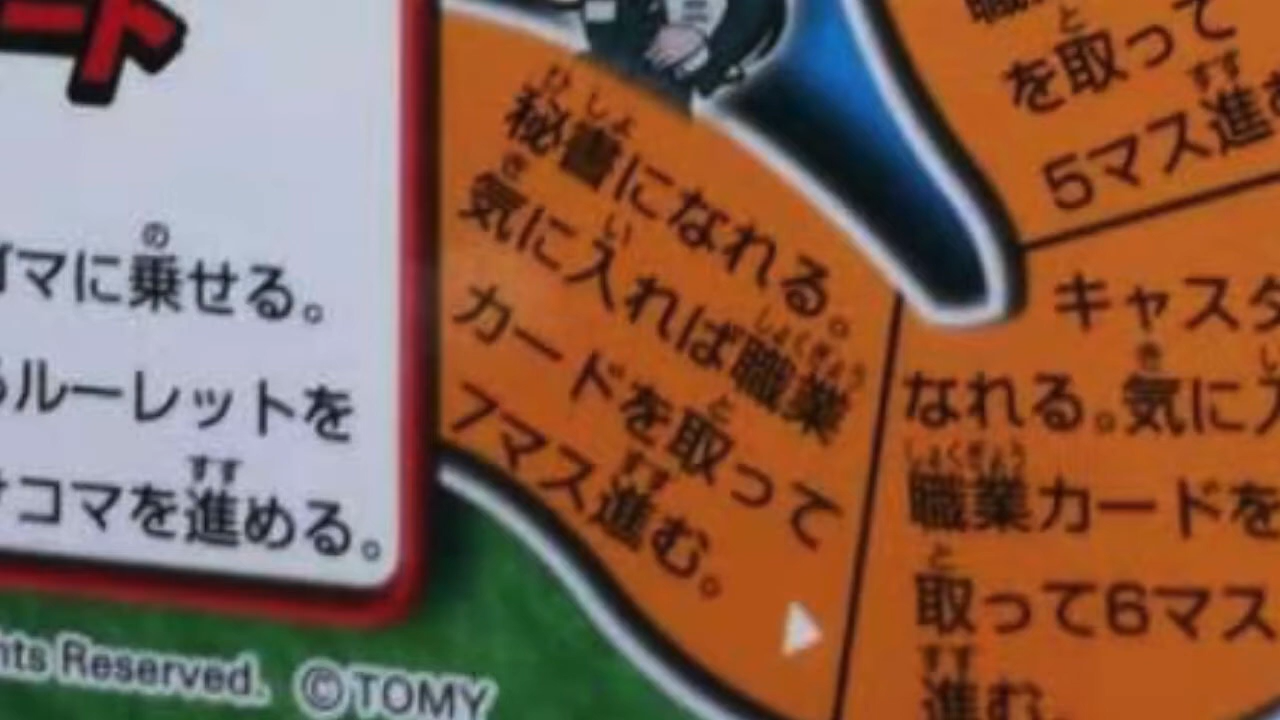 ート
マに乗せる。
ルーレットを
コマを進める。
hts Reserved. ©TOMY
秘書になれる。
気に入れば職業
カードを取って
7マス進む。
職
を取って
5マス進む
キャスタ
なれる。気に入
職業カードを
取って6マス
進む。